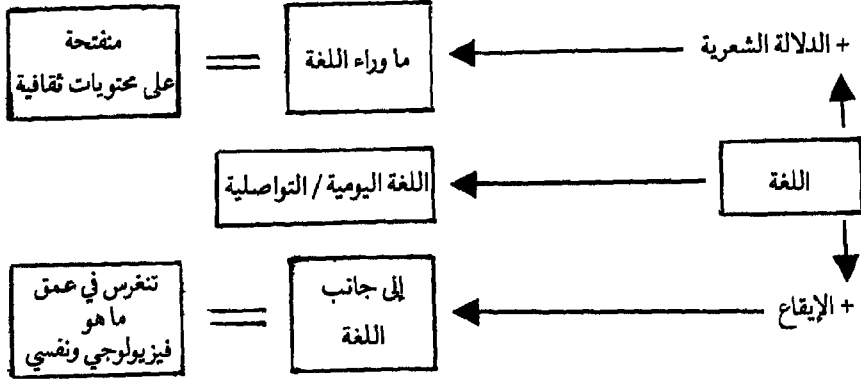 + الدلالة الشعرية
ما وراء اللغة
=
منفتحة
على محتويات ثقافية
اللغة
اللغة اليومية / التواصلية
+ الإيقاع
إلى جانب
اللغة
=
تنغرس في عمق
ما هو
فيزيولوجي ونفسي